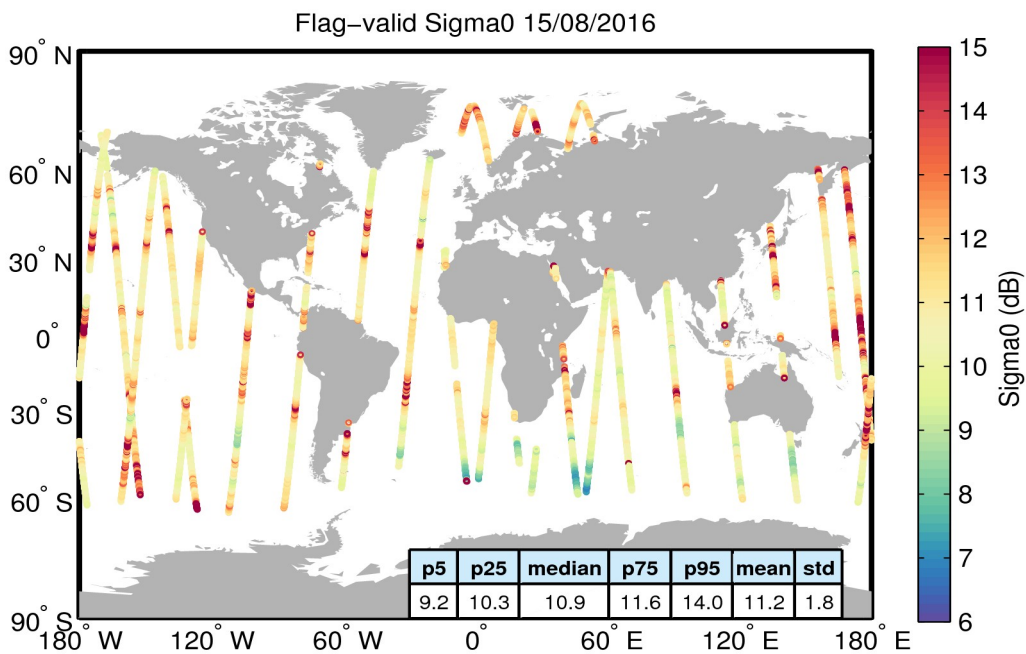 Flag−valid Sigma0 15/08/2016
90° N
60° N
30° N
0°
30° S
60° S
90° S
180° W
120° W
60° W
0°
60° E
120° E
180° E
p5 p25 median p75 p95 mean std
9.2 10.3 10.9 11.6 14.0 11.2 1.8
15
14
13
12
11
10
9
8
7
6
Sigma0 (dB)